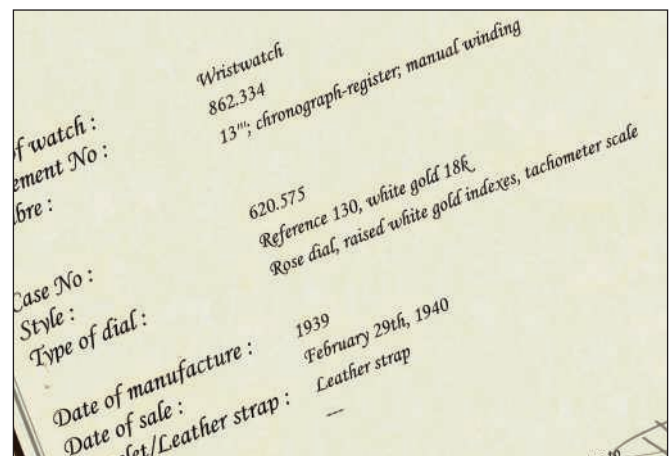 f watch : Wristwatch
ement No : 862.334
bre : 13'''; chronograph-register; manual winding
Case No : 620.575
Style : Reference 130, white gold 18k
Type of dial : Rose dial, raised white gold indexes, tachometer scale
Date of manufacture : 1939
Date of sale : February 29th, 1940
let/Leather strap : Leather strap
---